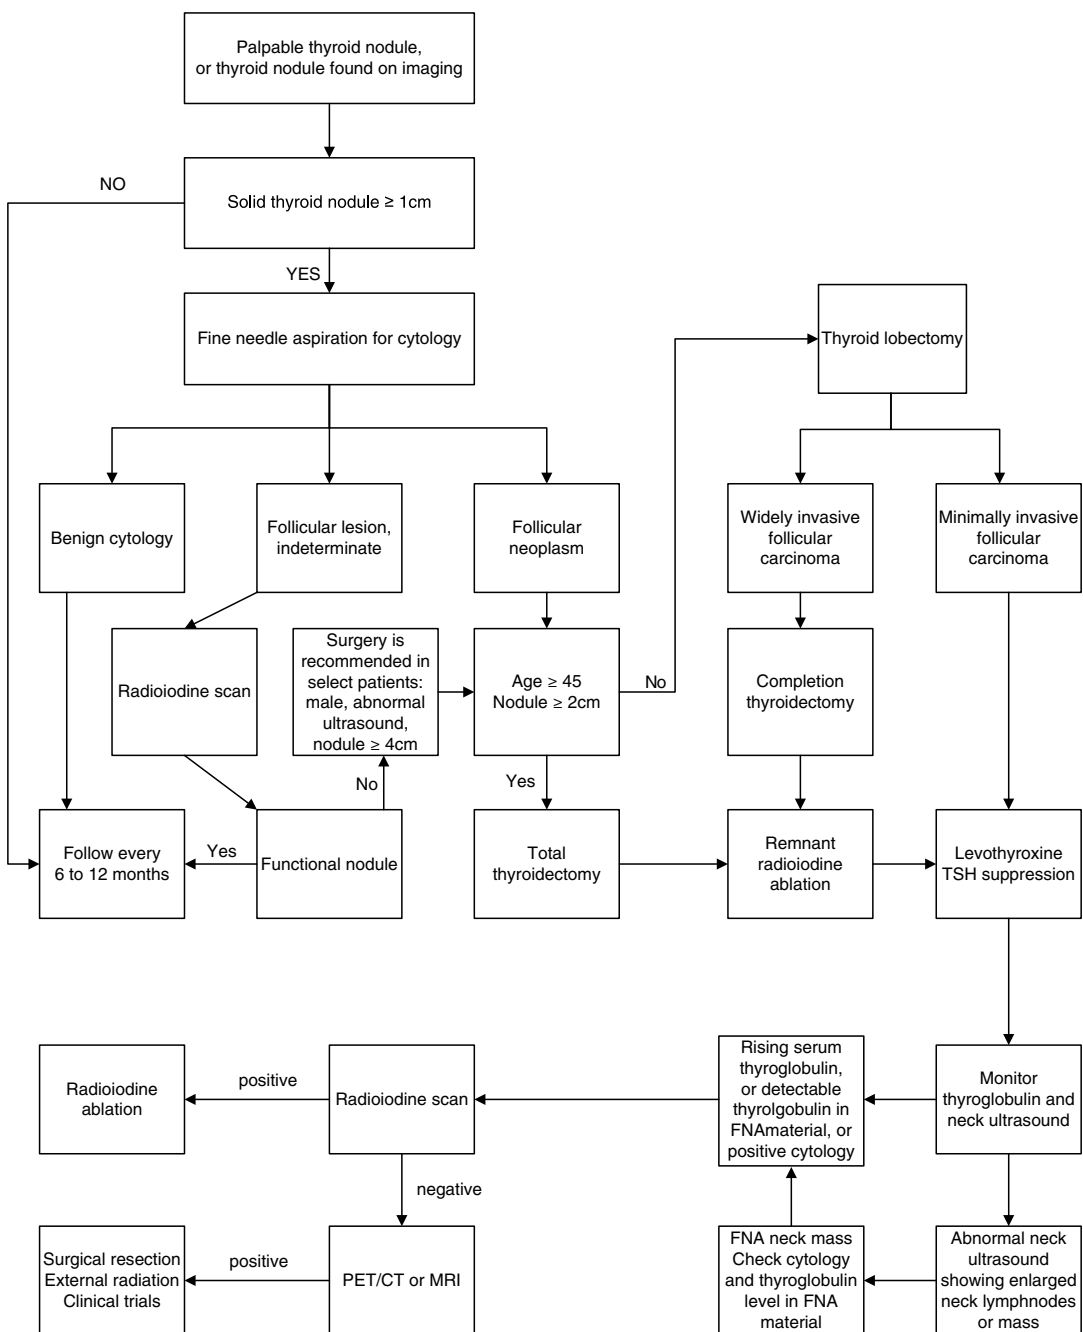 Palpable thyroid nodule,
or thyroid nodule found on imaging
NO
Solid thyroid nodule ≥ 1cm
YES
Fine needle aspiration for cytology
Thyroid lobectomy
Benign cytology
Follicular lesion,
indeterminate
Follicular
neoplasm
Widely invasive
follicular
carcinoma
Minimally invasive
follicular
carcinoma
Radioiodine scan
Surgery is
recommended in
select patients:
male, abnormal
ultrasound,
nodule ≥ 4cm
Age ≥ 45
Nodule ≥ 2cm
No
Completion
thyroidectomy
No
Yes
Follow every
6 to 12 months
Yes
Functional nodule
Total
thyroidectomy
Remnant
radioiodine
ablation
Levothyroxine
TSH suppression
Radioiodine
ablation
positive
Radioiodine scan
Rising serum
thyroglobulin,
or detectable
thyrolgobulin in
FNAmaterial, or
positive cytology
Monitor
thyroglobulin and
neck ultrasound
negative
Surgical resection
External radiation
Clinical trials
positive
PET/CT or MRI
FNA neck mass
Check cytology
and thyroglobulin
level in FNA
material
Abnormal neck
ultrasound
showing enlarged
neck lymphnodes
or mass